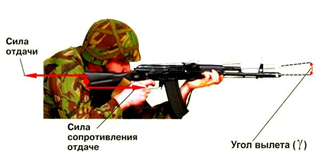 Сила
отдачи
Сила
сопротивления
отдаче
Угол вылета (γ)